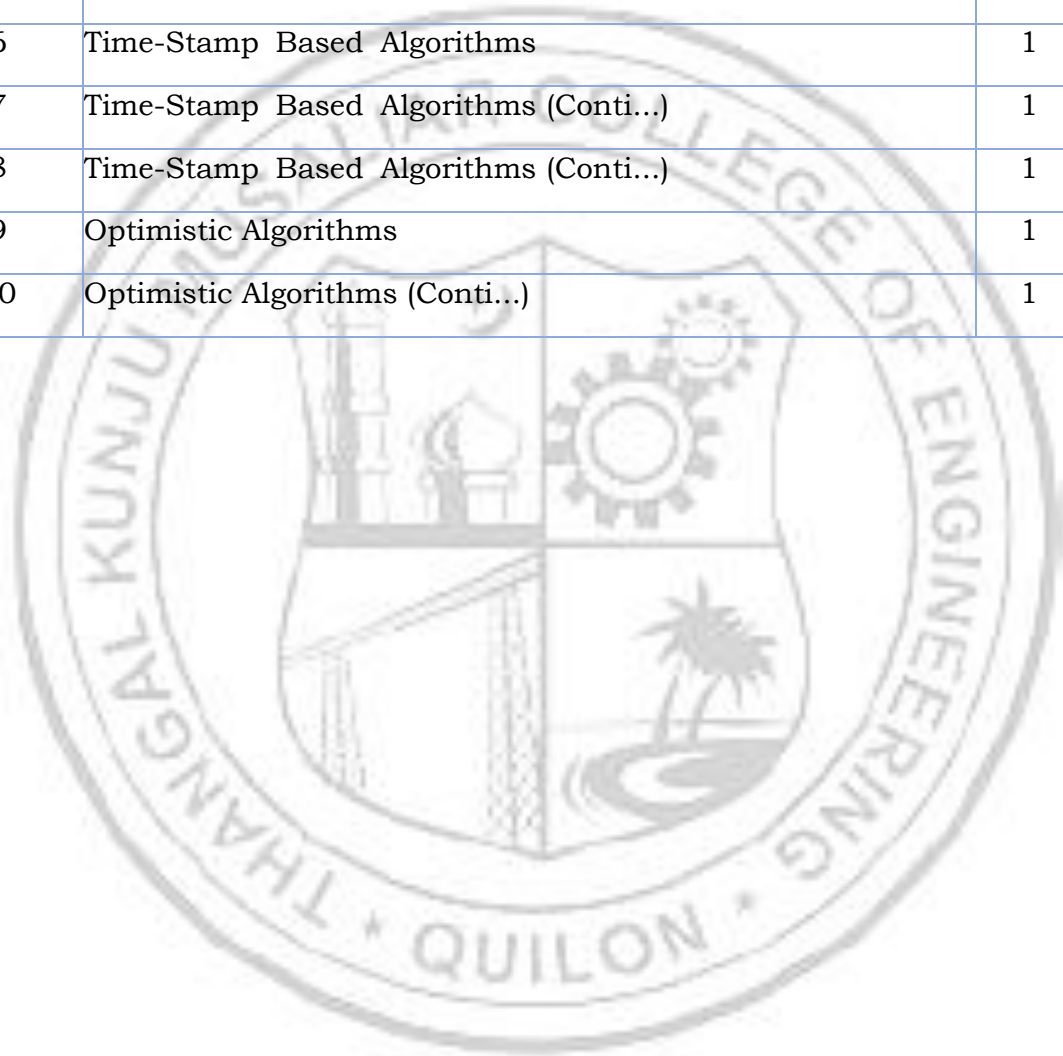 6 Time-Stamp Based Algorithms 1
7 Time-Stamp Based Algorithms (Conti...) 1
8 Time-Stamp Based Algorithms (Conti...) 1
9 Optimistic Algorithms 1
0 Optimistic Algorithms (Conti...) 1
THANGAL KUNJU MUSALIAR COLLEGE OF ENGINEERING * QUILON *